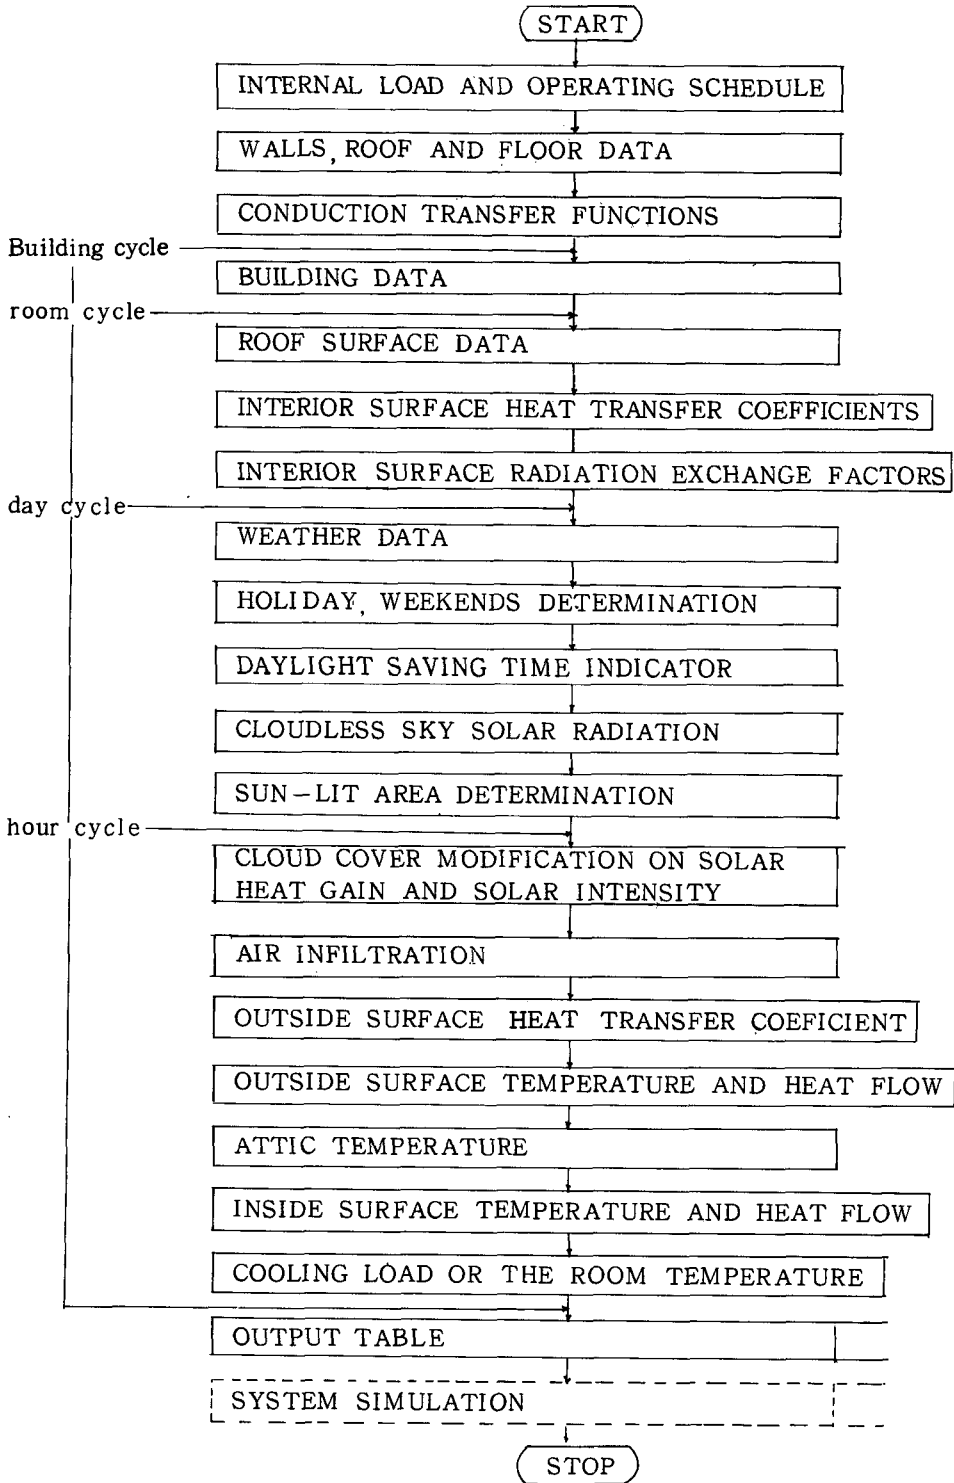 START
INTERNAL LOAD AND OPERATING SCHEDULE
WALLS, ROOF AND FLOOR DATA
CONDUCTION TRANSFER FUNCTIONS
Building cycle
BUILDING DATA
room cycle
ROOF SURFACE DATA
INTERIOR SURFACE HEAT TRANSFER COEFFICIENTS
INTERIOR SURFACE RADIATION EXCHANGE FACTORS
day cycle
WEATHER DATA
HOLIDAY, WEEKENDS DETERMINATION
DAYLIGHT SAVING TIME INDICATOR
CLOUDLESS SKY SOLAR RADIATION
SUN-LIT AREA DETERMINATION
hour cycle
CLOUD COVER MODIFICATION ON SOLAR
HEAT GAIN AND SOLAR INTENSITY
AIR INFILTRATION
OUTSIDE SURFACE HEAT TRANSFER COEFICIENT
OUTSIDE SURFACE TEMPERATURE AND HEAT FLOW
ATTIC TEMPERATURE
INSIDE SURFACE TEMPERATURE AND HEAT FLOW
COOLING LOAD OR THE ROOM TEMPERATURE
OUTPUT TABLE
SYSTEM SIMULATION
STOP